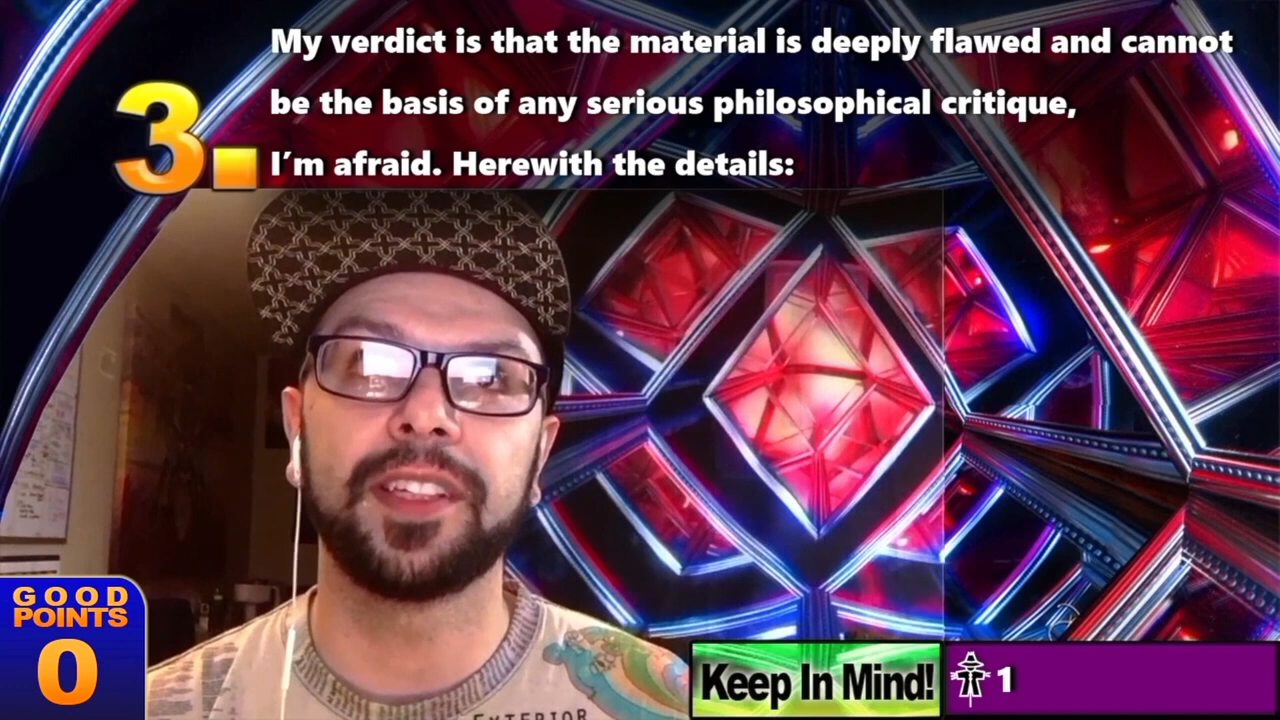 My verdict is that the material is deeply flawed and cannot
3. be the basis of any serious philosophical critique,
I´m afraid. Herewith the details:
EXTERIOR
GOOD
POINTS
0
Keep In Mind!
1